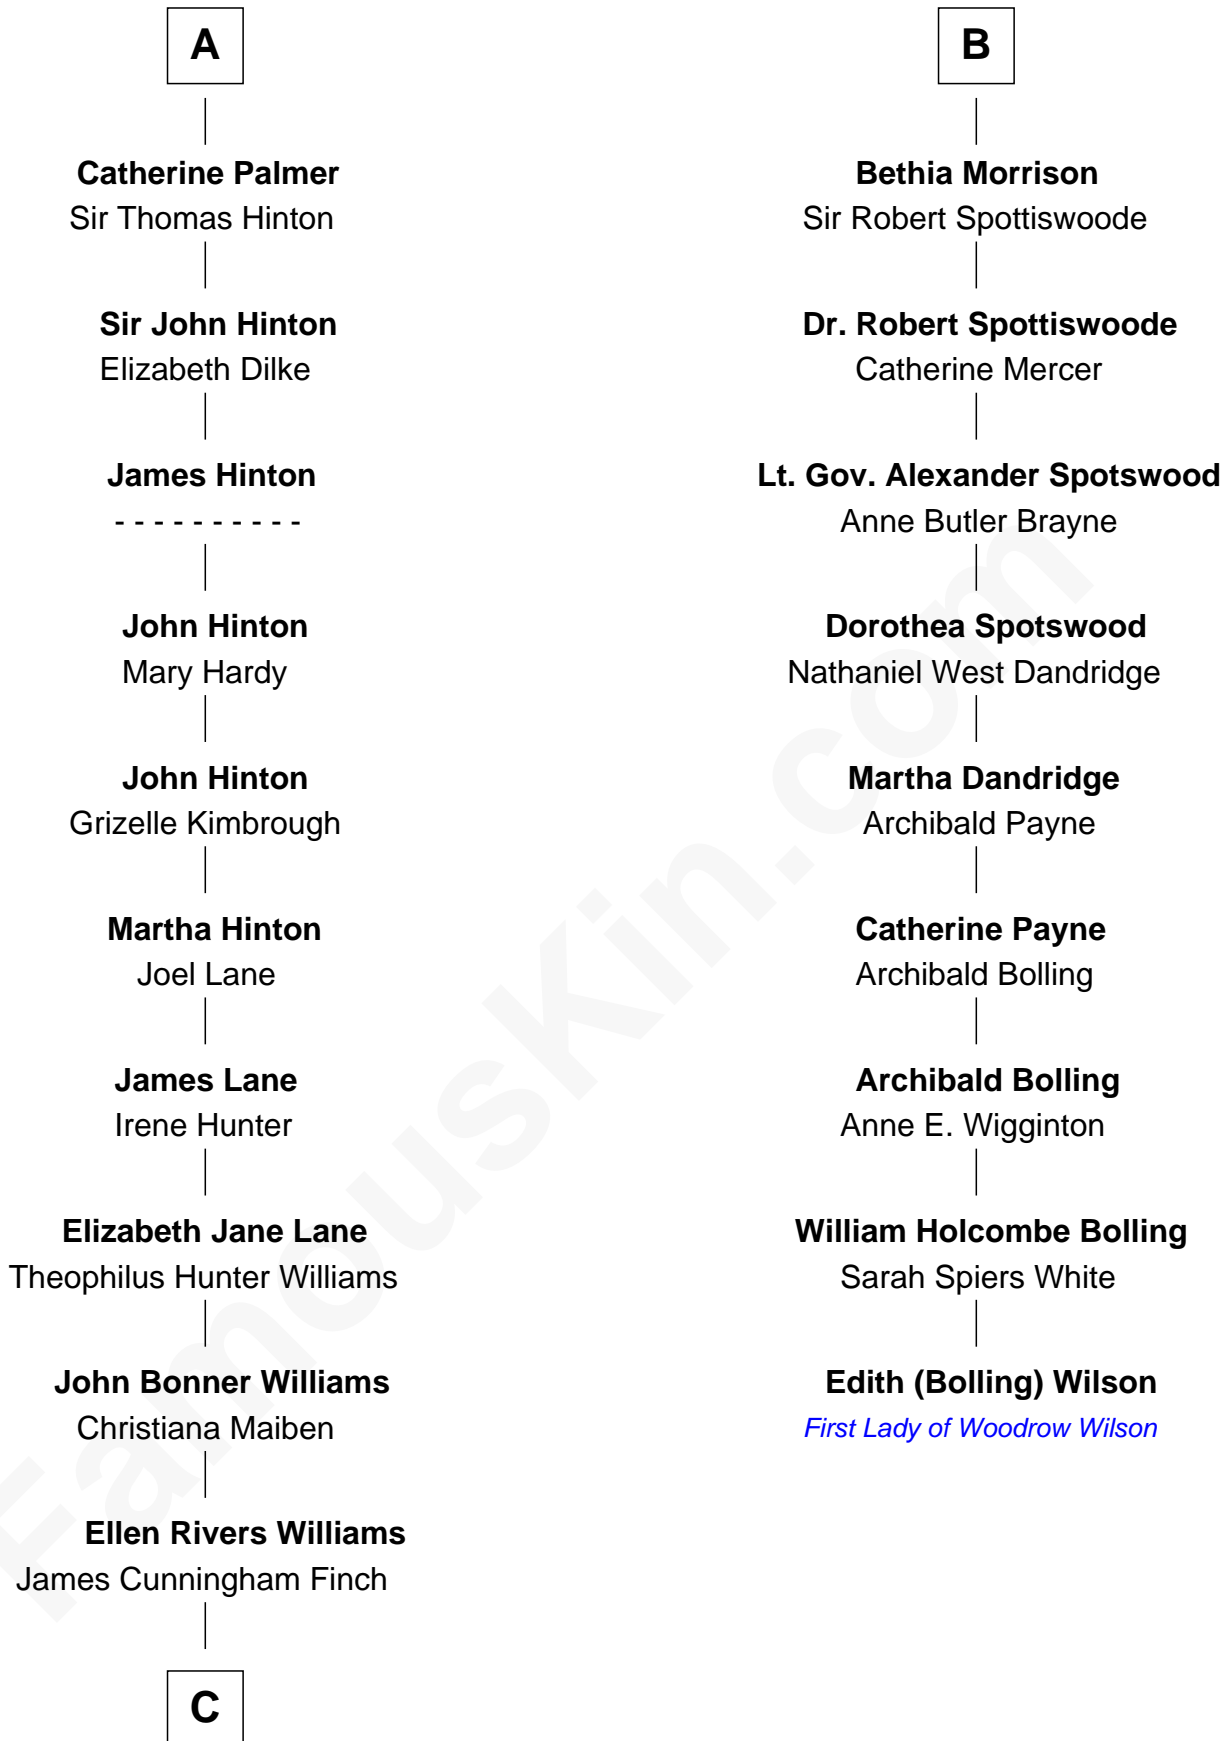 A
Catherine Palmer
Sir Thomas Hinton
Sir John Hinton
Elizabeth Dilke
James Hinton
- - - - - - - - - -
John Hinton
Mary Hardy
John Hinton
Grizelle Kimbrough
Martha Hinton
Joel Lane
James Lane
Irene Hunter
Elizabeth Jane Lane
Theophilus Hunter Williams
John Bonner Williams
Christiana Maiben
Ellen Rivers Williams
James Cunningham Finch
C
B
Bethia Morrison
Sir Robert Spottiswoode
Dr. Robert Spottiswoode
Catherine Mercer
Lt. Gov. Alexander Spotswood
Anne Butler Brayne
Dorothea Spotswood
Nathaniel West Dandridge
Martha Dandridge
Archibald Payne
Catherine Payne
Archibald Bolling
Archibald Bolling
Anne E. Wigginton
William Holcombe Bolling
Sarah Spiers White
Edith (Bolling) Wilson
First Lady of Woodrow Wilson
FamousKin.com